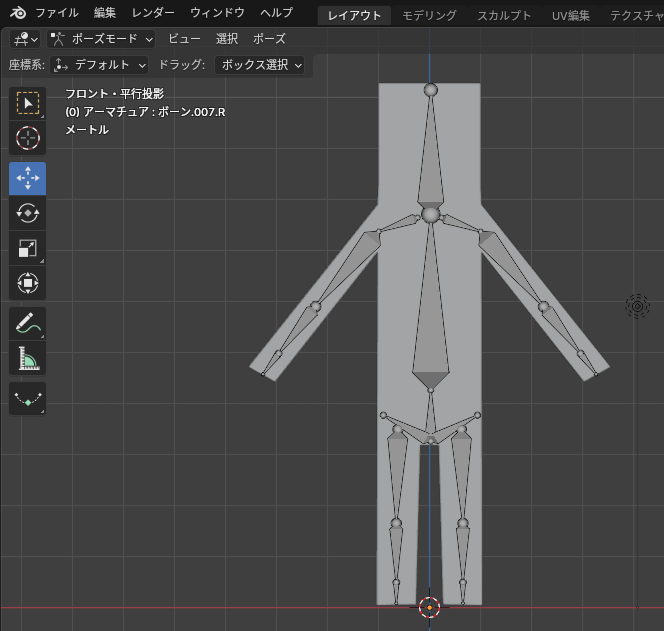 ファイル 編集 レンダー ウィンドウ ヘルプ レイアウト モデリング スカルプト UV編集 テクスチャ
ポーズモード ビュー 選択 ポーズ
座標系: デフォルト ドラッグ: ボックス選択
フロント・平行投影
(0) アーマチュア : ボーン.007.R
メートル